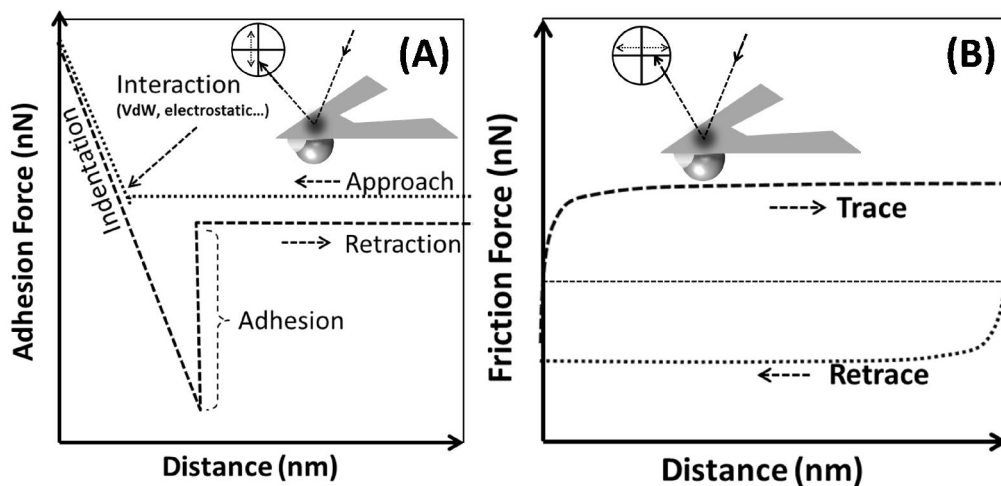 (A)
Interaction
(VdW, electrostatic...)
Indentation
Approach
Retraction
Adhesion
Adhesion Force (nN)
Distance (nm)
(B)
Trace
Retrace
Friction Force (nN)
Distance (nm)